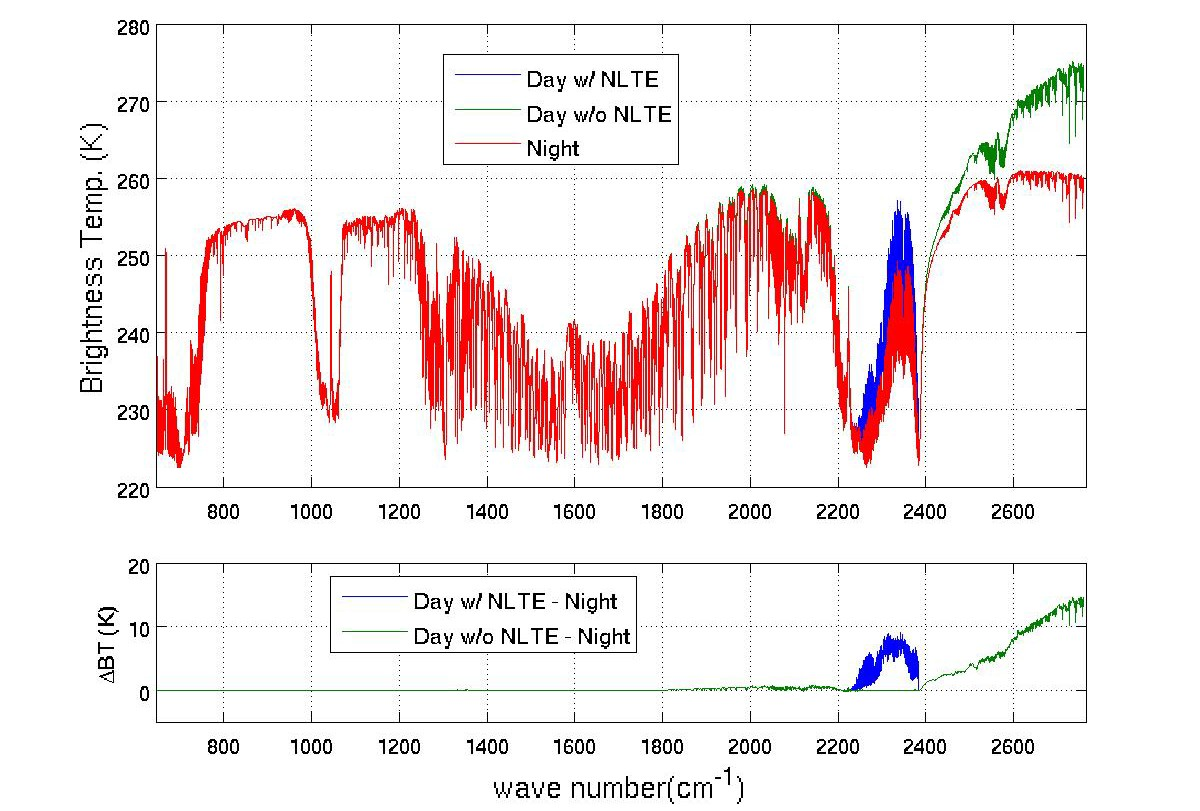 280
270
260
250
240
230
220
Brightness Temp. (K)
Day w/ NLTE
Day w/o NLTE
Night
800 1000 1200 1400 1600 1800 2000 2200 2400 2600
20
10
0
ΔBT (K)
Day w/ NLTE - Night
Day w/o NLTE - Night
800 1000 1200 1400 1600 1800 2000 2200 2400 2600
wave number(cm⁻¹)